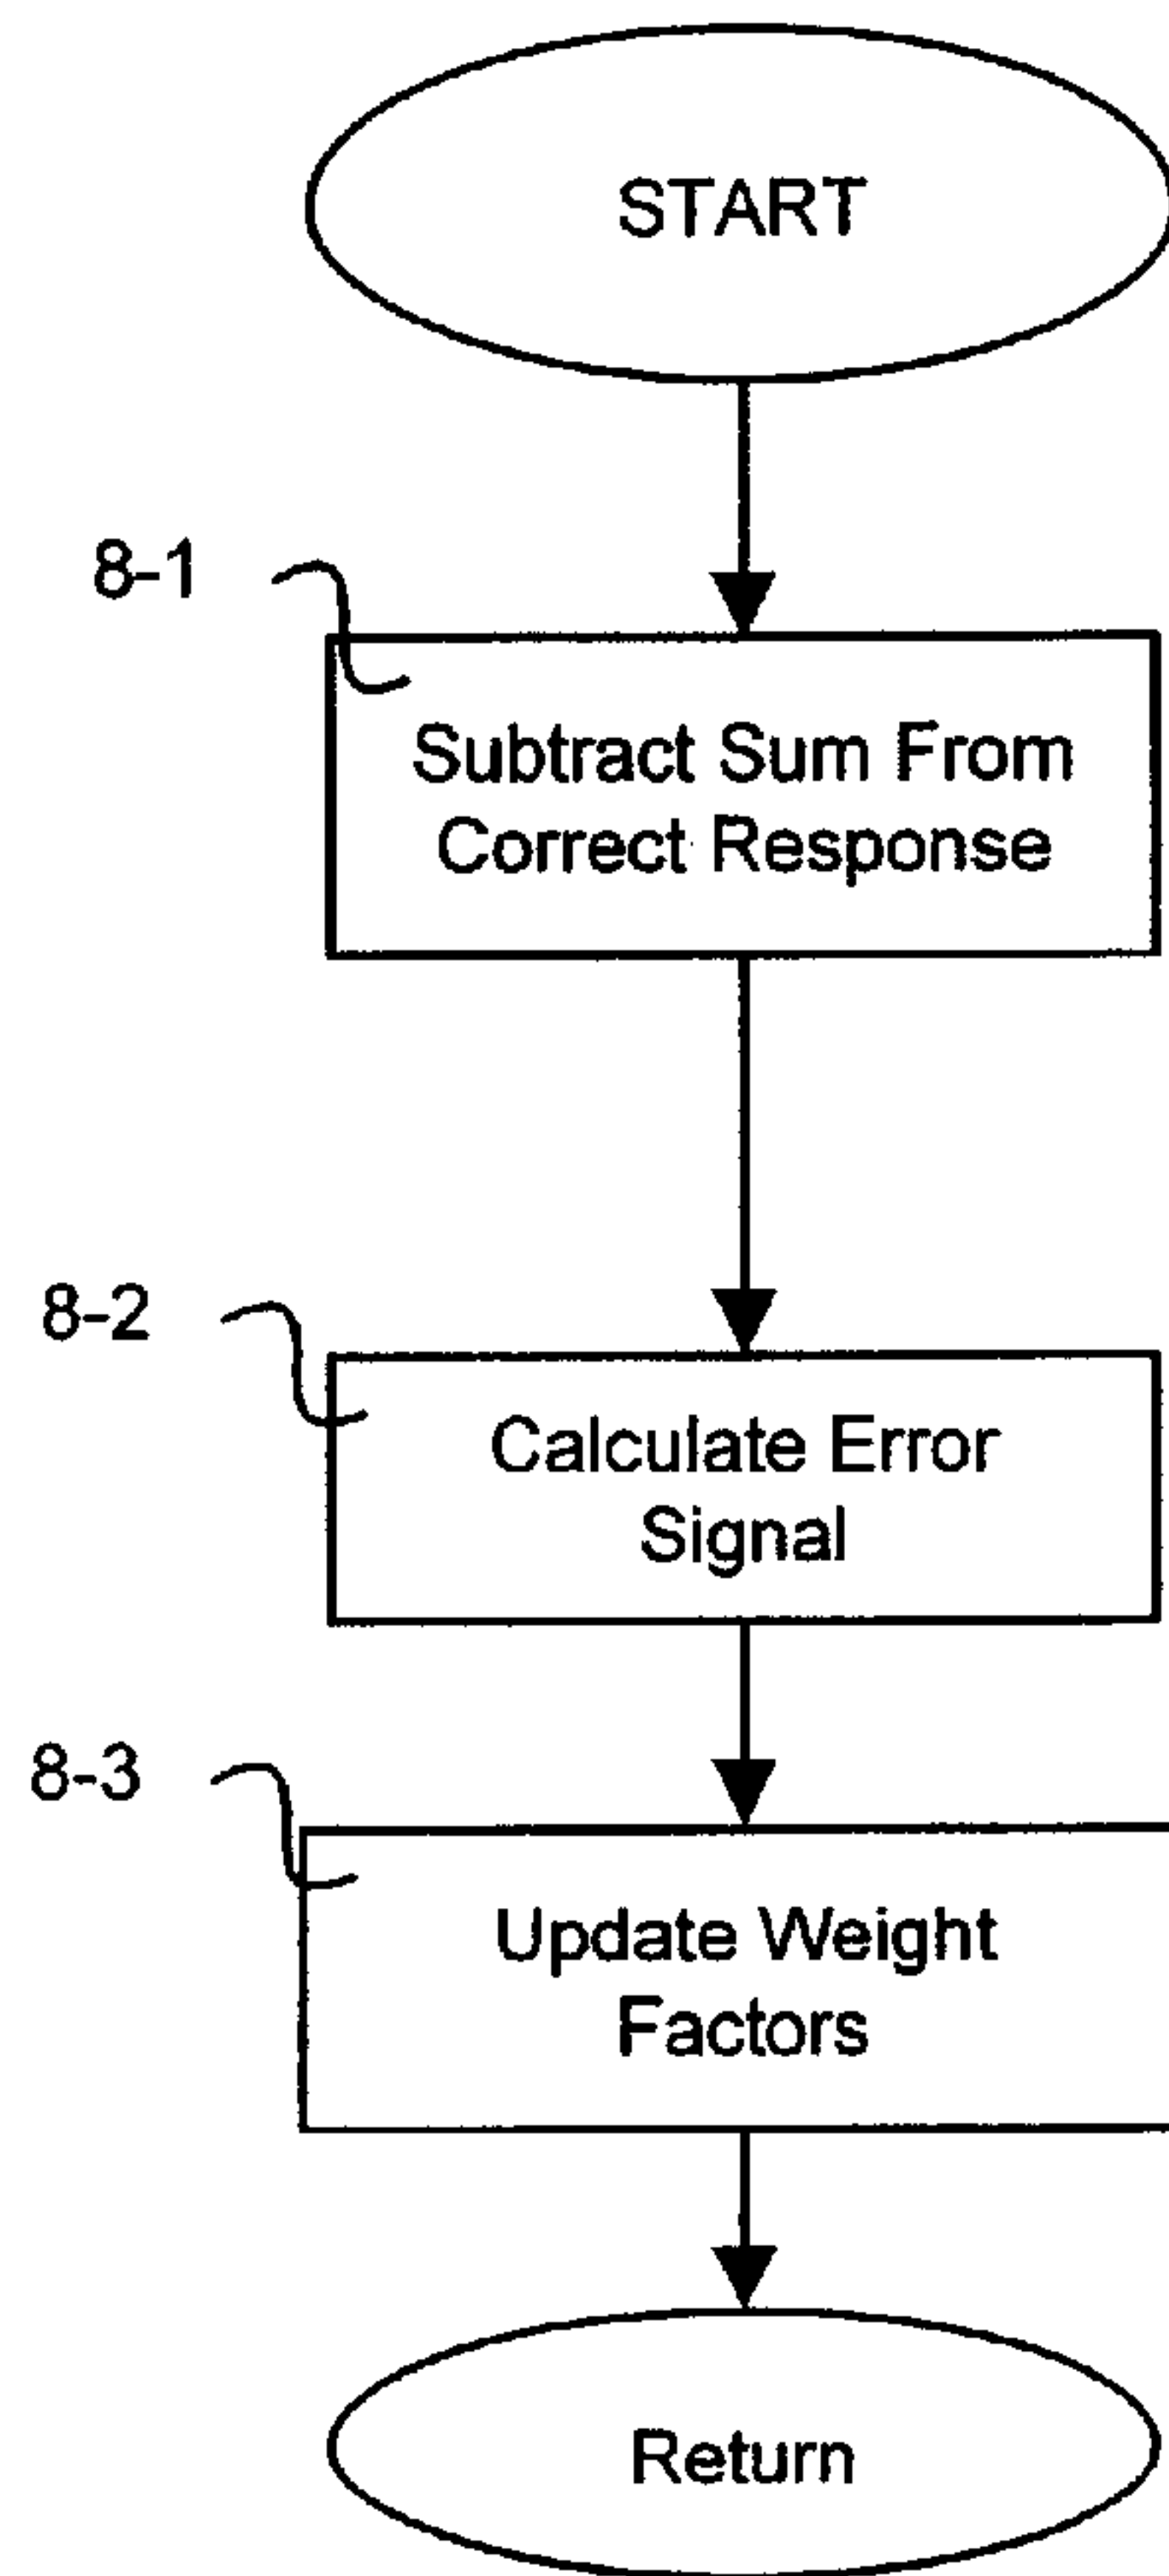 START
8-1
Subtract Sum From
Correct Response
8-2
Calculate Error
Signal
8-3
Update Weight
Factors
Return